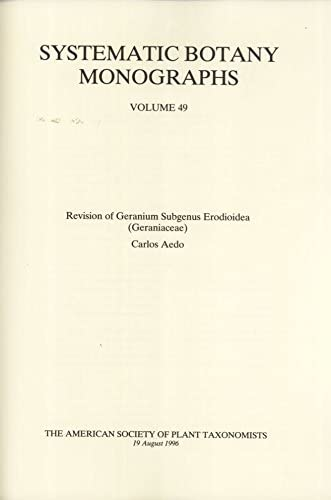 SYSTEMATIC BOTANY
MONOGRAPHS
VOLUME 49
Revision of Geranium Subgenus Erodioidea
(Geraniaceae)
Carlos Aedo
THE AMERICAN SOCIETY OF PLANT TAXONOMISTS
19 August 1996